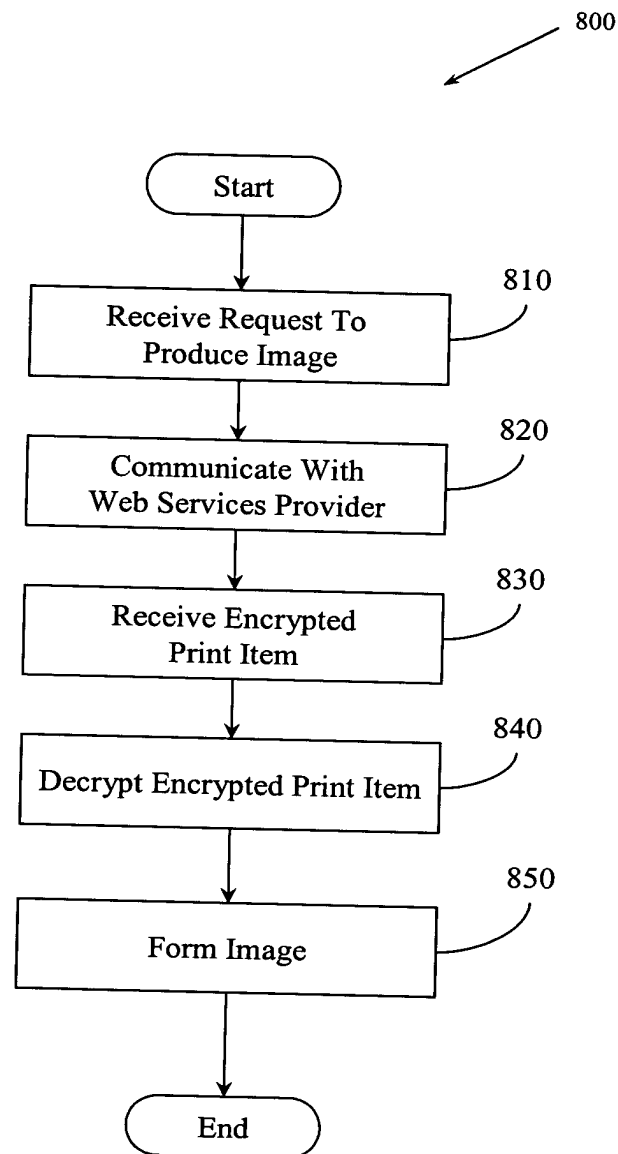 800
Start
810
Receive Request To
Produce Image
820
Communicate With
Web Services Provider
830
Receive Encrypted
Print Item
840
Decrypt Encrypted Print Item
850
Form Image
End